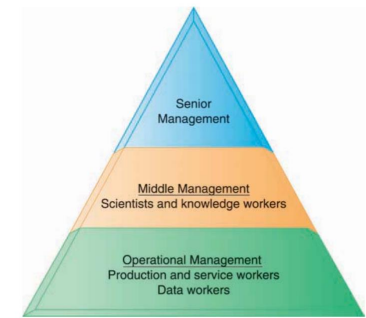 Senior
Management
Middle Management
Scientists and knowledge workers
Operational Management
Production and service workers
Data workers